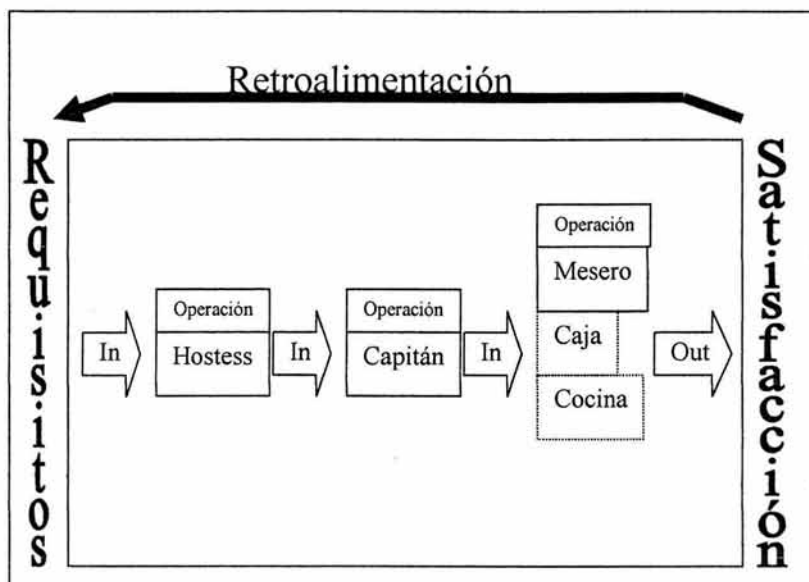 Retroalimentación
Requisitos
In
Operación
Hostess
In
Operación
Capitán
In
Operación
Mesero
Caja
Cocina
Out
Satisfacción